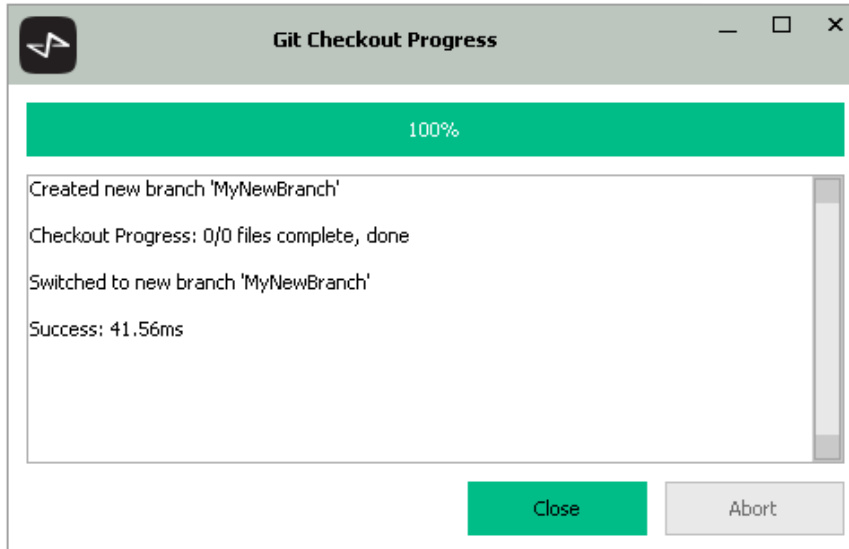 Git Checkout Progress
100%
Created new branch 'MyNewBranch'
Checkout Progress: 0/0 files complete, done
Switched to new branch 'MyNewBranch'
Success: 41.56ms
Close
Abort